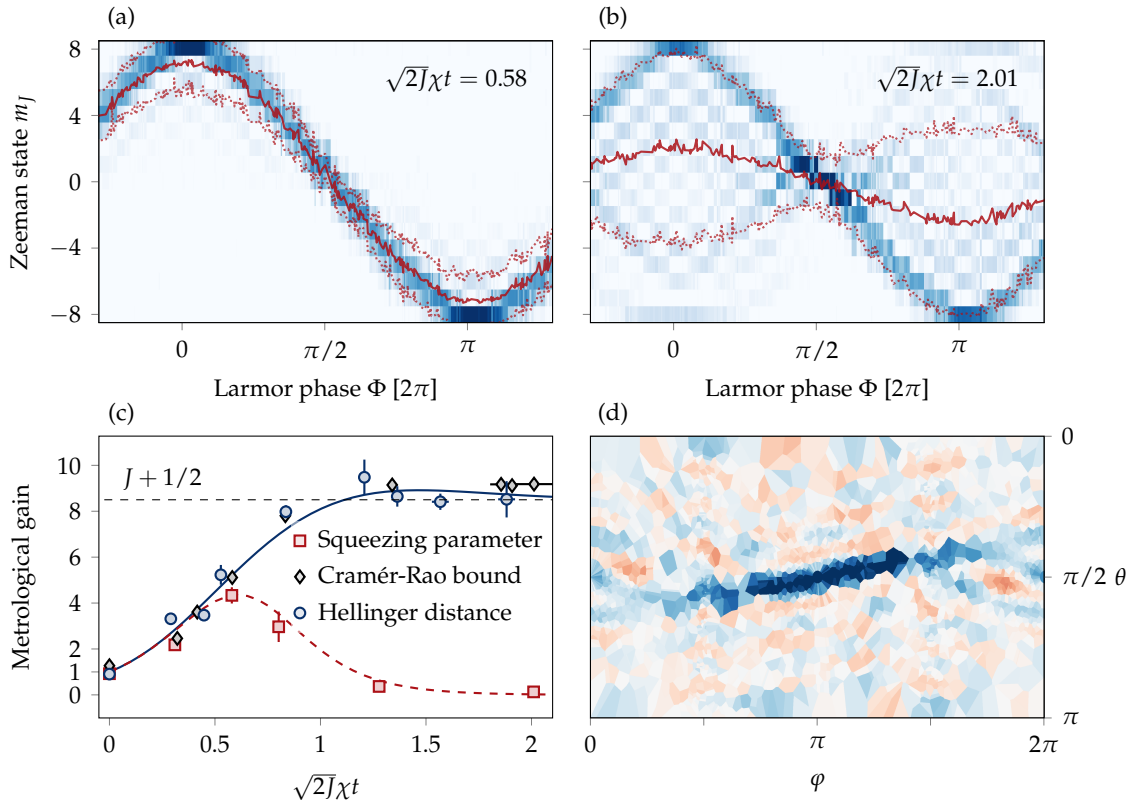 (a)
8
4
0
−4
−8
Zeeman state m_J
√2Jχt = 0.58
0
π/2
π
Larmor phase Φ [2π]
(b)
√2Jχt = 2.01
0
π/2
π
Larmor phase Φ [2π]
(c)
10
8
6
4
2
1
0
Metrological gain
J + 1/2
Squeezing parameter
Cramér-Rao bound
Hellinger distance
0
0.5
1
1.5
2
√2Jχt
(d)
0
π/2 θ
π
0
π
2π
φ